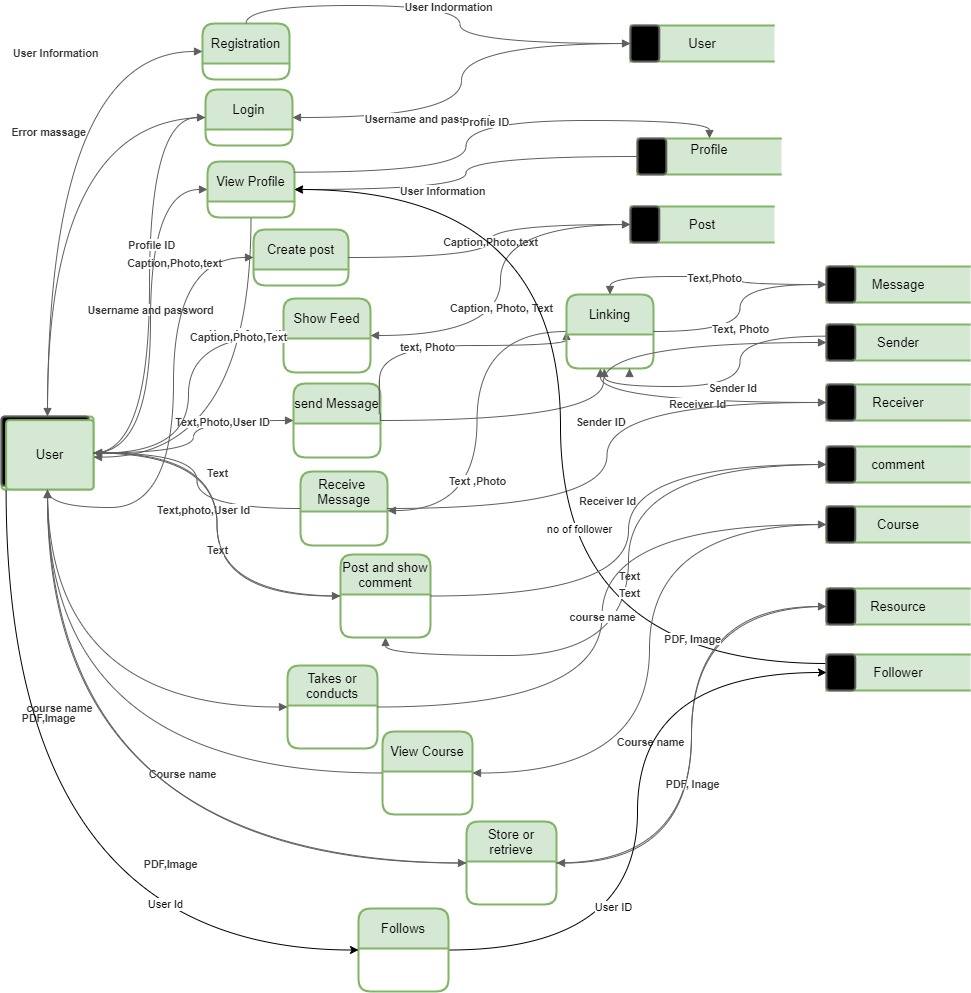 User Indormation
Registration
User
User Information
Login
Username and pas
Profile ID
Error massage
Profile
View Profile
User Information
Post
Create post
Caption,Photo,text
Profile ID
Caption,Photo,text
Text,Photo
Message
Username and password
Show Feed
Caption, Photo, Text
Linking
Text, Photo
Sender
Caption,Photo,Text
text, Photo
Sender Id
send Message
Receiver Id
Receiver
Text,Photo,User ID
Sender ID
User
comment
Text
Text ,Photo
Receive
Message
Receiver Id
Text,photo,User Id
no of follower
Course
Text
Post and show
comment
Text
Text
course name
Resource
PDF, Image
Takes or
conducts
Follower
course name
PDF,Image
View Course
Course name
Course name
PDF, Inage
Store or
retrieve
PDF,Image
User Id
User ID
Follows